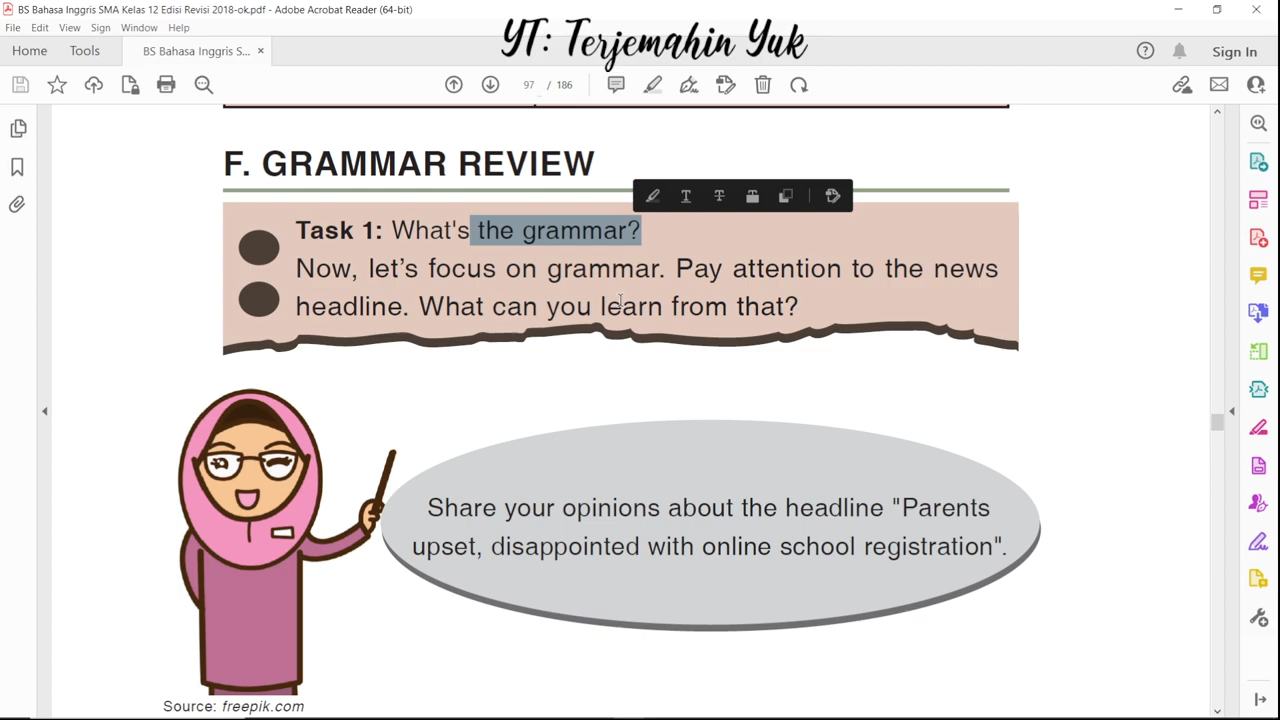 BS Bahasa Inggris SMA Kelas 12 Edisi Revisi 2018-ok.pdf - Adobe Acrobat Reader (64-bit)
YT: Terjemahin Yuk
File Edit View Sign Window Help
Home Tools BS Bahasa Inggris S... × Sign In
97 / 186
F. GRAMMAR REVIEW
Task 1: What's the grammar?
Now, let’s focus on grammar. Pay attention to the news
headline. What can you learn from that?
Share your opinions about the headline "Parents
upset, disappointed with online school registration".
Source: freepik.com